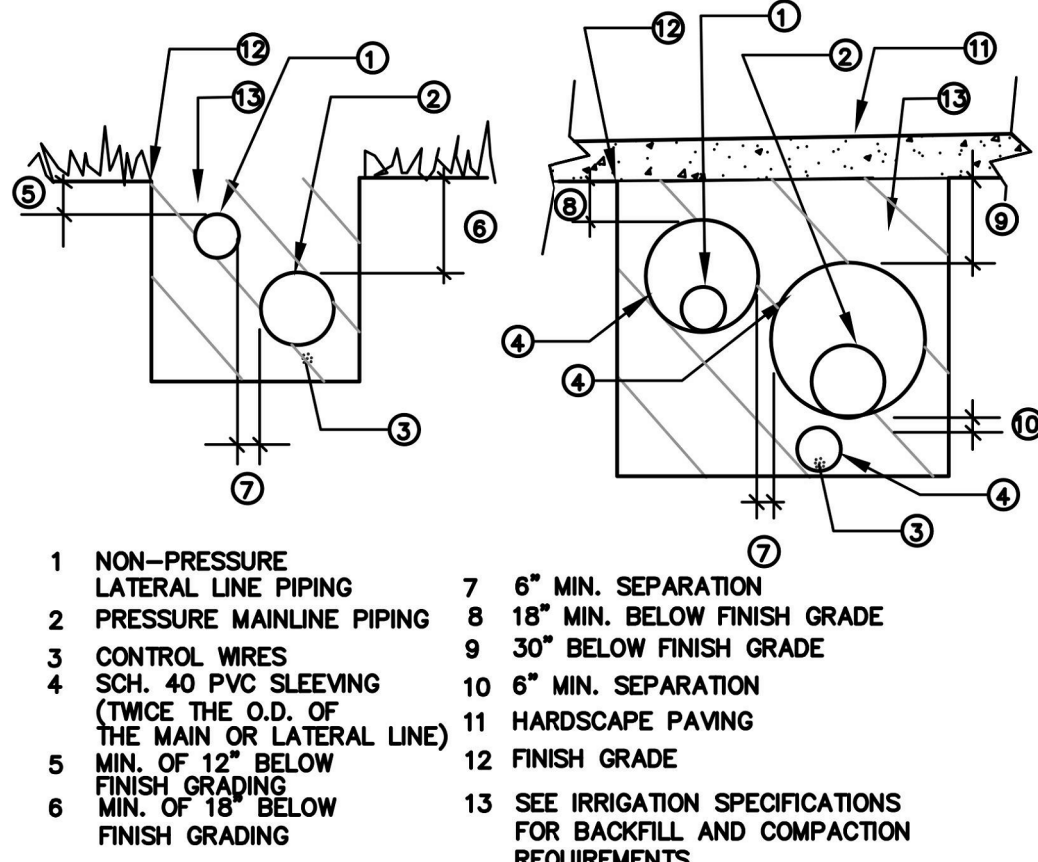 12
1
13
2
5
6
3
7
12
1
2
11
13
8
9
4
4
10
4
3
7
1 NON-PRESSURE
LATERAL LINE PIPING
2 PRESSURE MAINLINE PIPING
3 CONTROL WIRES
4 SCH. 40 PVC SLEEVING
(TWICE THE O.D. OF
THE MAIN OR LATERAL LINE)
5 MIN. OF 12" BELOW
FINISH GRADING
6 MIN. OF 18" BELOW
FINISH GRADING
7 6" MIN. SEPARATION
8 18" MIN. BELOW FINISH GRADE
9 30" BELOW FINISH GRADE
10 6" MIN. SEPARATION
11 HARDSCAPE PAVING
12 FINISH GRADE
13 SEE IRRIGATION SPECIFICATIONS
FOR BACKFILL AND COMPACTION
REQUIREMENTS